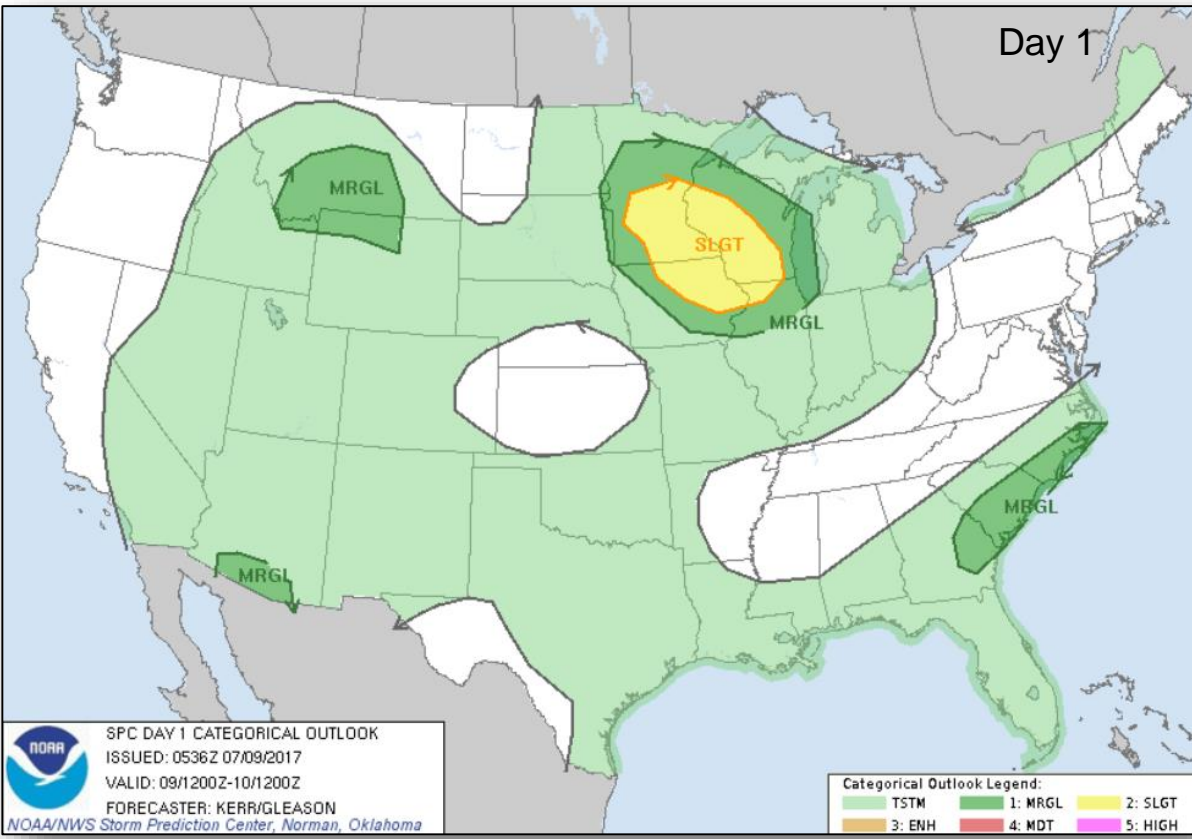 Day 1
MRGL
SLGT
MRGL
MRGL
MRGL
NOAA
SPC DAY 1 CATEGORICAL OUTLOOK
ISSUED: 0536Z 07/09/2017
VALID: 09/1200Z-10/1200Z
FORECASTER: KERR/GLEASON
NOAA/NWS Storm Prediction Center, Norman, Oklahoma
Categorical Outlook Legend:
TSTM 1: MRGL 2: SLGT
3: ENH 4: MDT 5: HIGH